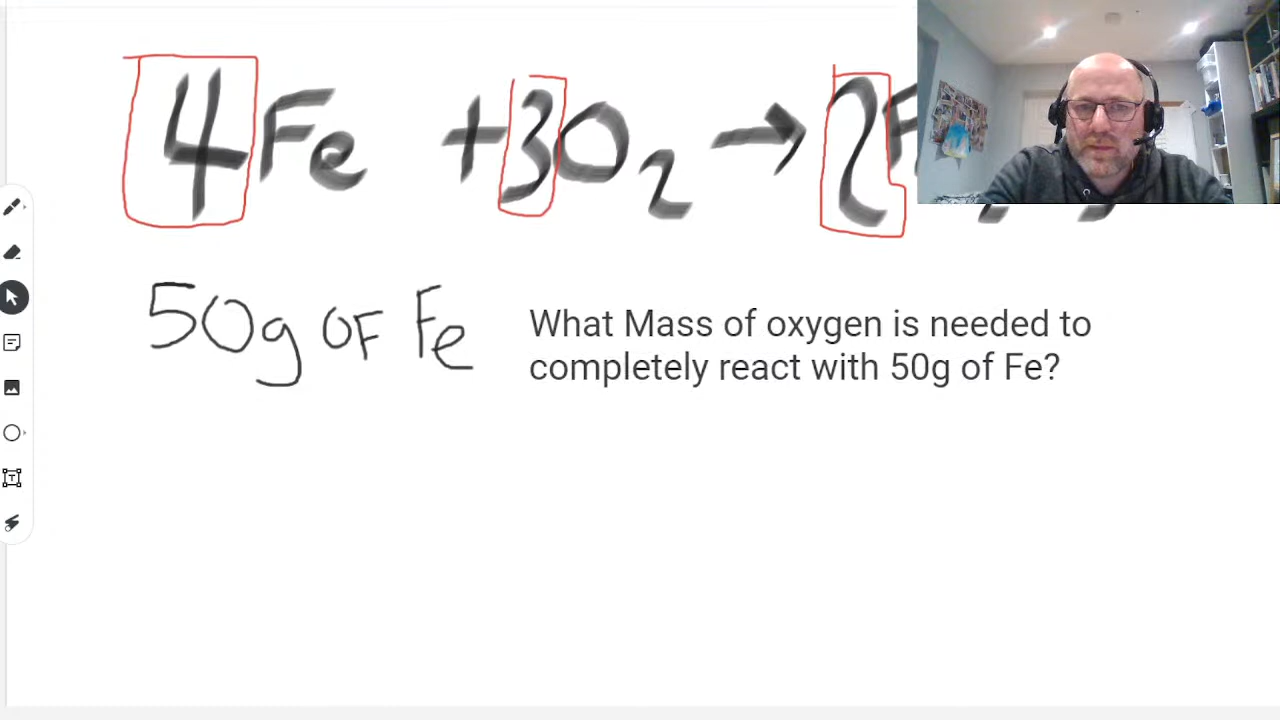 4Fe +3O2 → 2F
50g OF Fe
What Mass of oxygen is needed to
completely react with 50g of Fe?